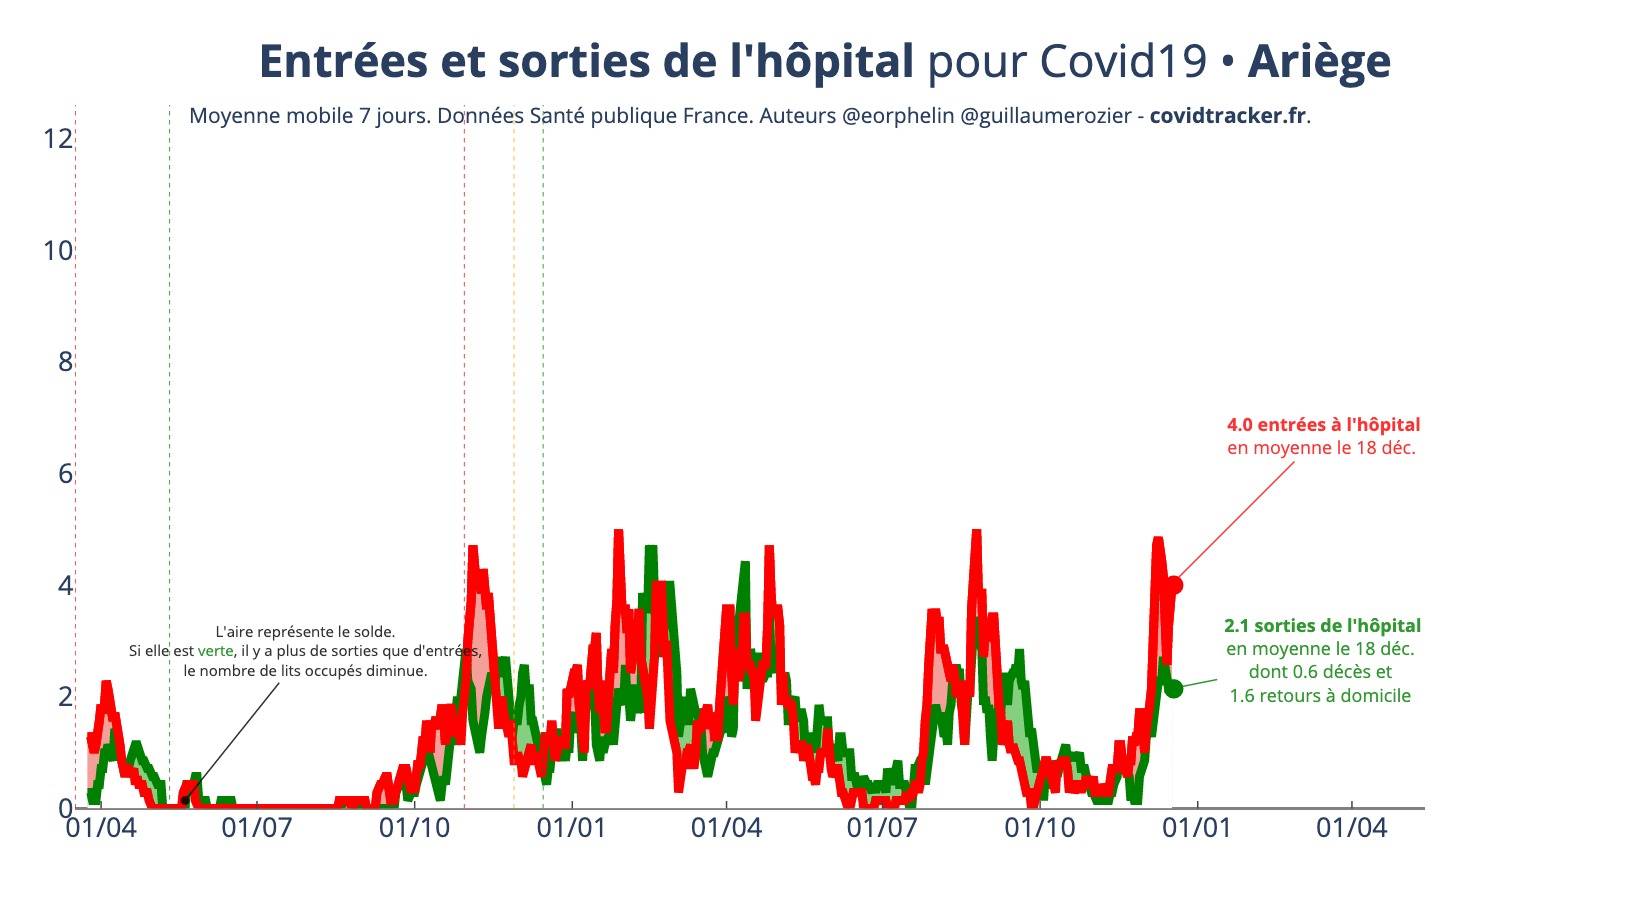 Entrées et sorties de l'hôpital pour Covid19 • Ariège
Moyenne mobile 7 jours. Données Santé publique France. Auteurs @eorphelin @guillaumerozier - covidtracker.fr.
12
10
8
6
4
2
0
4.0 entrées à l'hôpital
en moyenne le 18 déc.
2.1 sorties de l'hôpital
en moyenne le 18 déc.
dont 0.6 décès et
1.6 retours à domicile
L'aire représente le solde.
Si elle est verte, il y a plus de sorties que d'entrées,
le nombre de lits occupés diminue.
01/04 01/07 01/10 01/01 01/04 01/07 01/10 01/01 01/04